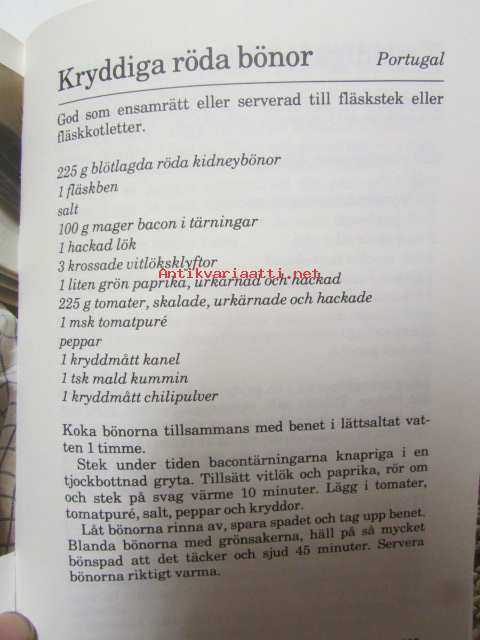 Kryddiga röda bönor Portugal
God som ensamrätt eller serverad till fläskstek eller
fläskkotletter.
225 g blötlagda röda kidneybönor
1 fläskben
salt
100 g mager bacon i tärningar
1 hackad lök
3 krossade vitlöksklyftor
Antikvariaatti.net
1 liten grön paprika, urkärnad och hackad
225 g tomater, skalade, urkärnade och hackade
1 msk tomatpuré
peppar
1 kryddmått kanel
1 tsk mald kummin
1 kryddmått chilipulver
Koka bönorna tillsammans med benet i lättsaltat vat-
ten 1 timme.
Stek under tiden bacontärningarna knapriga i en
tjockbottnad gryta. Tillsätt vitlök och paprika, rör om
och stek på svag värme 10 minuter. Lägg i tomater,
tomatpuré, salt, peppar och kryddor.
Låt bönorna rinna av, spara spadet och tag upp benet.
Blanda bönorna med grönsakerna, häll på så mycket
bönspad att det täcker och sjud 45 minuter. Servera
bönorna riktigt varma.